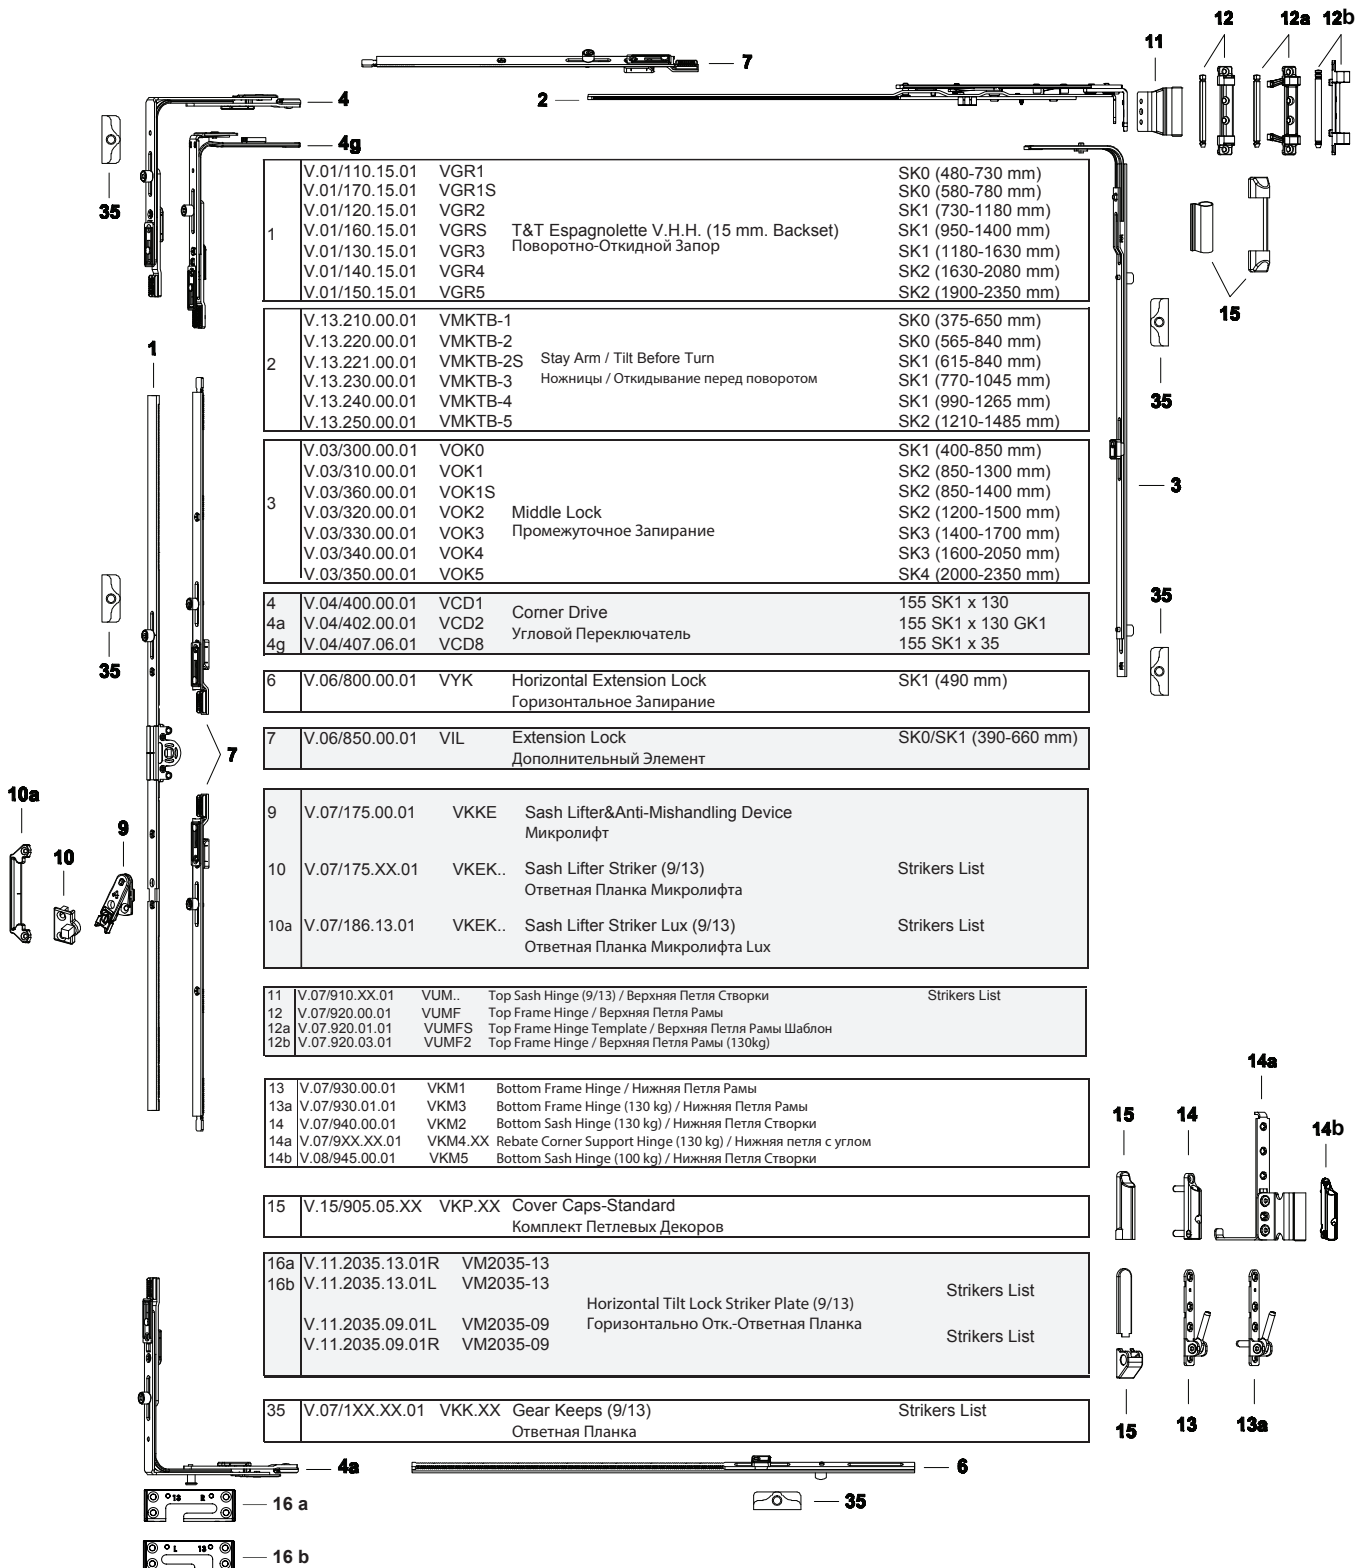 12 12a 12b
11
7
2
4
4g
35
1 V.01/110.15.01 VGR1 SK0 (480-730 mm)
V.01/170.15.01 VGR1S SK0 (580-780 mm)
V.01/120.15.01 VGR2 SK1 (730-1180 mm)
V.01/160.15.01 VGRS T&T Espagnolette V.H.H. (15 mm. Backset) SK1 (950-1400 mm)
V.01/130.15.01 VGR3 Поворотно-Откидной Запор SK1 (1180-1630 mm)
V.01/140.15.01 VGR4 SK2 (1630-2080 mm)
V.01/150.15.01 VGR5 SK2 (1900-2350 mm)
15
35
1
2 V.13.210.00.01 VMKTB-1 SK0 (375-650 mm)
V.13.220.00.01 VMKTB-2 SK0 (565-840 mm)
V.13.221.00.01 VMKTB-2S Stay Arm / Tilt Before Turn SK1 (615-840 mm)
V.13.230.00.01 VMKTB-3 Ножницы / Откидывание перед поворотом SK1 (770-1045 mm)
V.13.240.00.01 VMKTB-4 SK1 (990-1265 mm)
V.13.250.00.01 VMKTB-5 SK2 (1210-1485 mm)
3 V.03/300.00.01 VOK0 SK1 (400-850 mm)
V.03/310.00.01 VOK1 SK2 (850-1300 mm)
V.03/360.00.01 VOK1S SK2 (850-1400 mm)
V.03/320.00.01 VOK2 Middle Lock SK2 (1200-1500 mm)
V.03/330.00.01 VOK3 Промежуточное Запирание SK3 (1400-1700 mm)
V.03/340.00.01 VOK4 SK3 (1600-2050 mm)
V.03/350.00.01 VOK5 SK4 (2000-2350 mm)
3
35
35
4 V.04/400.00.01 VCD1 Corner Drive 155 SK1 x 130
4a V.04/402.00.01 VCD2 Угловой Переключатель 155 SK1 x 130 GK1
4g V.04/407.06.01 VCD8 155 SK1 x 35
6 V.06/800.00.01 VYK Horizontal Extension Lock SK1 (490 mm)
Горизонтальное Запирание
7 V.06/850.00.01 VIL Extension Lock SK0/SK1 (390-660 mm)
Дополнительный Элемент
7
10a
10
9
9 V.07/175.00.01 VKKE Sash Lifter&Anti-Mishandling Device
Микролифт
10 V.07/175.XX.01 VKEK.. Sash Lifter Striker (9/13) Strikers List
Ответная Планка Микролифта
10a V.07/186.13.01 VKEK.. Sash Lifter Striker Lux (9/13) Strikers List
Ответная Планка Микролифта Lux
11 V.07/910.XX.01 VUM.. Top Sash Hinge (9/13) / Верхняя Петля Створки Strikers List
12 V.07/920.00.01 VUMF Top Frame Hinge / Верхняя Петля Рамы
12a V.07.920.01.01 VUMFS Top Frame Hinge Template / Верхняя Петля Рамы Шаблон
12b V.07.920.03.01 VUMF2 Top Frame Hinge / Верхняя Петля Рамы (130kg)
13 V.07/930.00.01 VKM1 Bottom Frame Hinge / Нижняя Петля Рамы
13a V.07/930.01.01 VKM3 Bottom Frame Hinge (130 kg) / Нижняя Петля Рамы
14 V.07/940.00.01 VKM2 Bottom Sash Hinge (130 kg) / Нижняя Петля Створки
14a V.07/9XX.XX.01 VKM4.XX Rebate Corner Support Hinge (130 kg) / Нижняя петля с углом
14b V.08/945.00.01 VKM5 Bottom Sash Hinge (100 kg) / Нижняя Петля Створки
14a
15 14 14b
15 V.15/905.05.XX VKP.XX Cover Caps-Standard
Комплект Петлевых Декоров
16a V.11.2035.13.01R VM2035-13
16b V.11.2035.13.01L VM2035-13 Strikers List
Horizontal Tilt Lock Striker Plate (9/13)
V.11.2035.09.01L VM2035-09 Горизонтально Отк.-Ответная Планка
V.11.2035.09.01R VM2035-09 Strikers List
35 V.07/1XX.XX.01 VKK.XX Gear Keeps (9/13) Strikers List
Ответная Планка
15 13 13a
4a
6
13 R
16 a
35
L 13
16 b